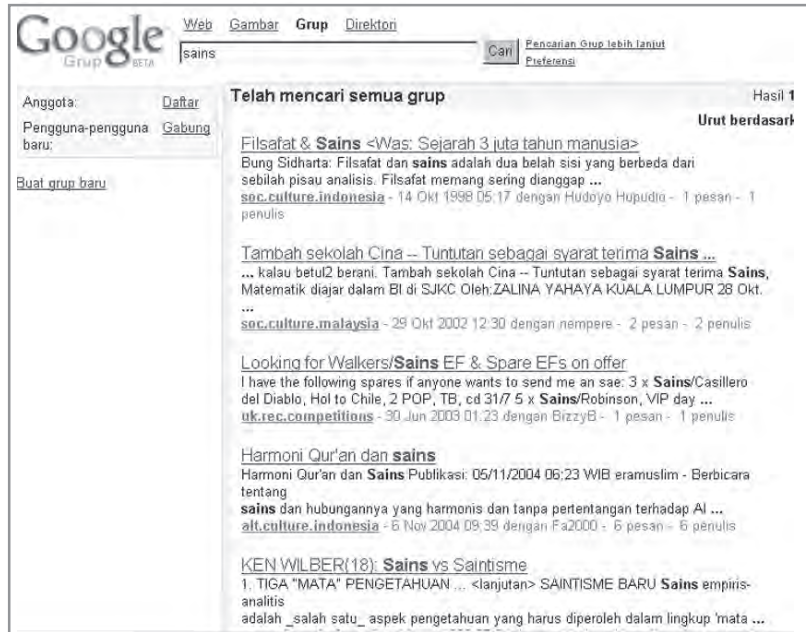 Google
Grup BETA
Web Gambar Grup Direktori
sains
Cari
Pencarian Grup lebih lanjut
Preferensi
Anggota: Daftar
Pengguna-pengguna baru: Gabung
Buat grup baru
Telah mencari semua grup Hasil 1
Urut berdasark
Filsafat & Sains <Was: Sejarah 3 juta tahun manusia>
Bung Sidharta: Filsafat dan sains adalah dua belah sisi yang berbeda dari
sebilah pisau analisis. Filsafat memang sering dianggap ...
soc.culture.indonesia - 14 Okt 1998 05:17 dengan Hudoyo Hupudio - 1 pesan - 1
penulis
Tambah sekolah Cina -- Tuntutan sebagai syarat terima Sains ...
... kalau betul2 berani. Tambah sekolah Cina -- Tuntutan sebagai syarat terima Sains,
Matematik diajar dalam BI di SJKC Oleh:ZALINA YAHAYA KUALA LUMPUR 28 Okt.
...
soc.culture.malaysia - 29 Okt 2002 12:30 dengan nempere - 2 pesan - 2 penulis
Looking for Walkers/Sains EF & Spare EFs on offer
I have the following spares if anyone wants to send me an sae: 3 x Sains/Casillero
del Diablo, Hol to Chile, 2 POP, TB, cd 31/7 5 x Sains/Robinson, VIP day ...
uk.rec.competitions - 30 Jun 2003 01:23 dengan BizzyB - 1 pesan - 1 penulis
Harmoni Qur'an dan sains
Harmoni Qur'an dan Sains Publikasi: 05/11/2004 06:23 WIB eramuslim - Berbicara
tentang
sains dan hubungannya yang harmonis dan tanpa pertentangan terhadap Al ...
alt.culture.indonesia - 6 Nov 2004 09:39 dengan Fa2000 - 6 pesan - 6 penulis
KEN WILBER(18): Sains vs Saintisme
1. TIGA "MATA" PENGETAHUAN ... <lanjutan> SAINTISME BARU Sains empiris-
analitis
adalah _salah satu_ aspek pengetahuan yang harus diperoleh dalam lingkup 'mata ...